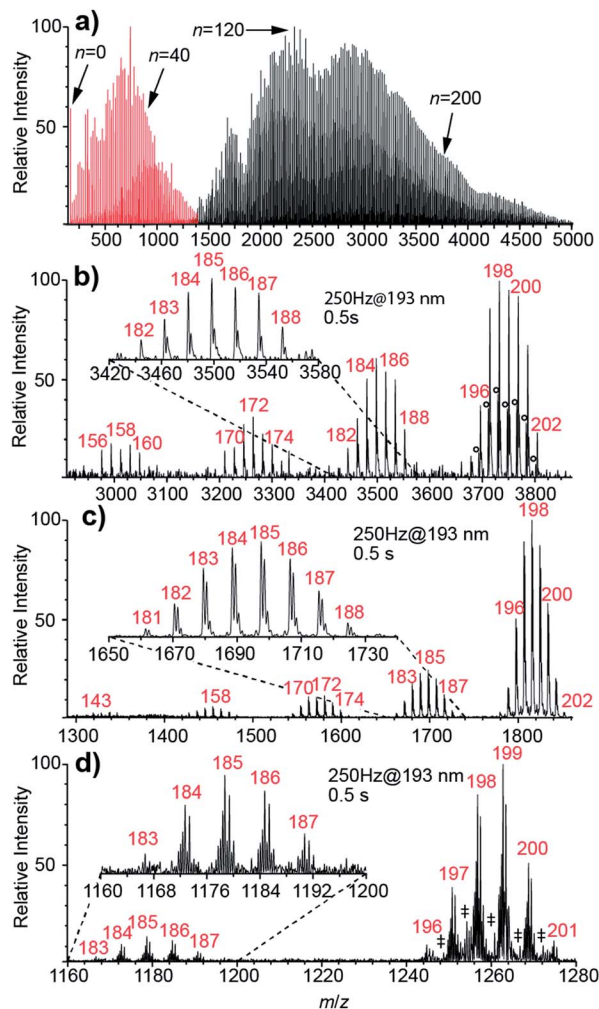 a)
100
50
Relative Intensity
n=0
n=40
n=120
n=200
500 1000 1500 2000 2500 3000 3500 4000 4500 5000
b)
100
50
Relative Intensity
182 183 184 185 186 187 188
250Hz@193 nm
0.5s
3420 3460 3500 3540 3580
156 158 160 170 172 174 182 184 186 188 196 198 200 202
3000 3100 3200 3300 3400 3500 3600 3700 3800
c)
100
50
Relative Intensity
181 182 183 184 185 186 187 188
250Hz@193 nm
0.5 s
1650 1670 1690 1710 1730
143 158 170 172 174 183 185 187 196 198 200 202
1300 1400 1500 1600 1700 1800
d)
100
50
Relative Intensity
183 184 185 186 187
250Hz@193 nm
0.5 s
1160 1168 1176 1184 1192 1200
183 184 185 186 187 196 ‡ 197 ‡ 198 ‡ 199 ‡ 200 ‡ 201
1160 1180 1200 1220 1240 1260 1280
m/z